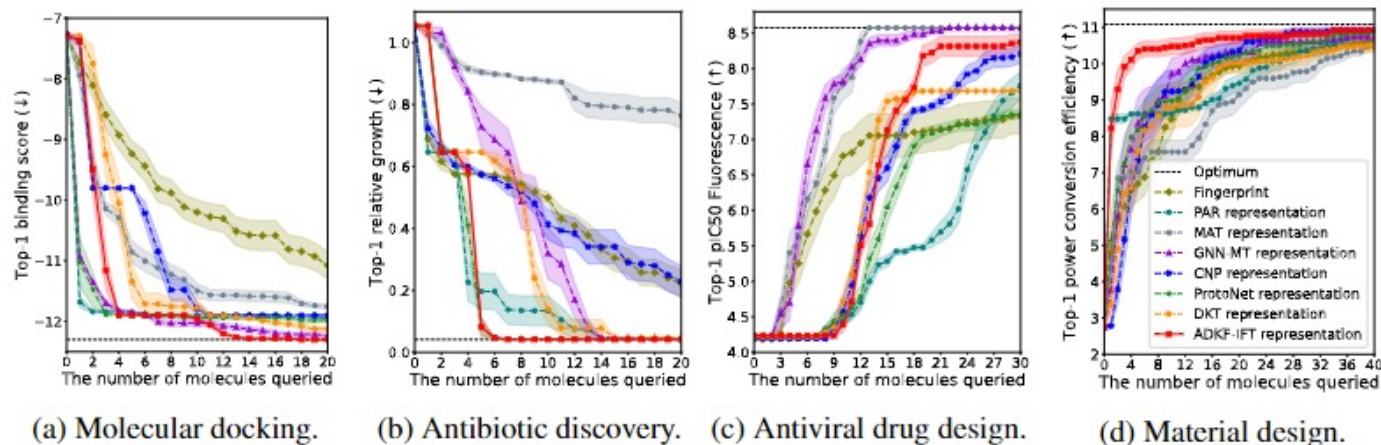 Top-1 binding score (↓)
−7
−8
−9
−10
−11
−12
0 2 4 6 8 10 12 14 16 18 20
The number of molecules queried
(a) Molecular docking.
Top-1 relative growth (↓)
1.0
0.8
0.6
0.4
0.2
0.0
0 2 4 6 8 10 12 14 16 18 20
The number of molecules queried
(b) Antibiotic discovery.
Top-1 pIC50 Fluorescence (↑)
8.5
8.0
7.5
7.0
6.5
6.0
5.5
5.0
4.5
4.0
0 3 6 9 12 15 18 21 24 27 30
The number of molecules queried
(c) Antiviral drug design.
Top-1 power conversion efficiency (↑)
11
10
9
8
7
6
5
4
3
2
Optimum
Fingerprint
PAR representation
MAT representation
GNN-MT representation
CNP representation
ProtoNet representation
DKT representation
ADKF-IFT representation
0 4 8 12 16 20 24 28 32 36 40
The number of molecules queried
(d) Material design.